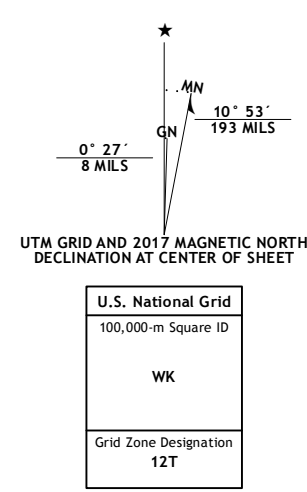 ★
MN
10° 53´
193 MILS
GN
0° 27´
8 MILS
UTM GRID AND 2017 MAGNETIC NORTH
DECLINATION AT CENTER OF SHEET
U.S. National Grid
100,000-m Square ID
WK
Grid Zone Designation
12T